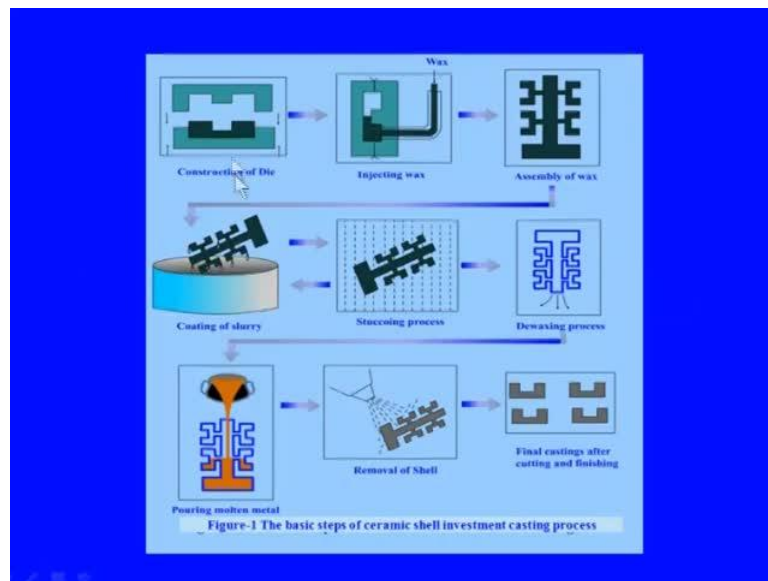 Wax
Construction of Die
Injecting wax
Assembly of wax
Coating of slurry
Stuccoing process
Dewaxing process
Pouring molten metal
Removal of Shell
Final castings after
cutting and finishing
Figure-1 The basic steps of ceramic shell investment casting process